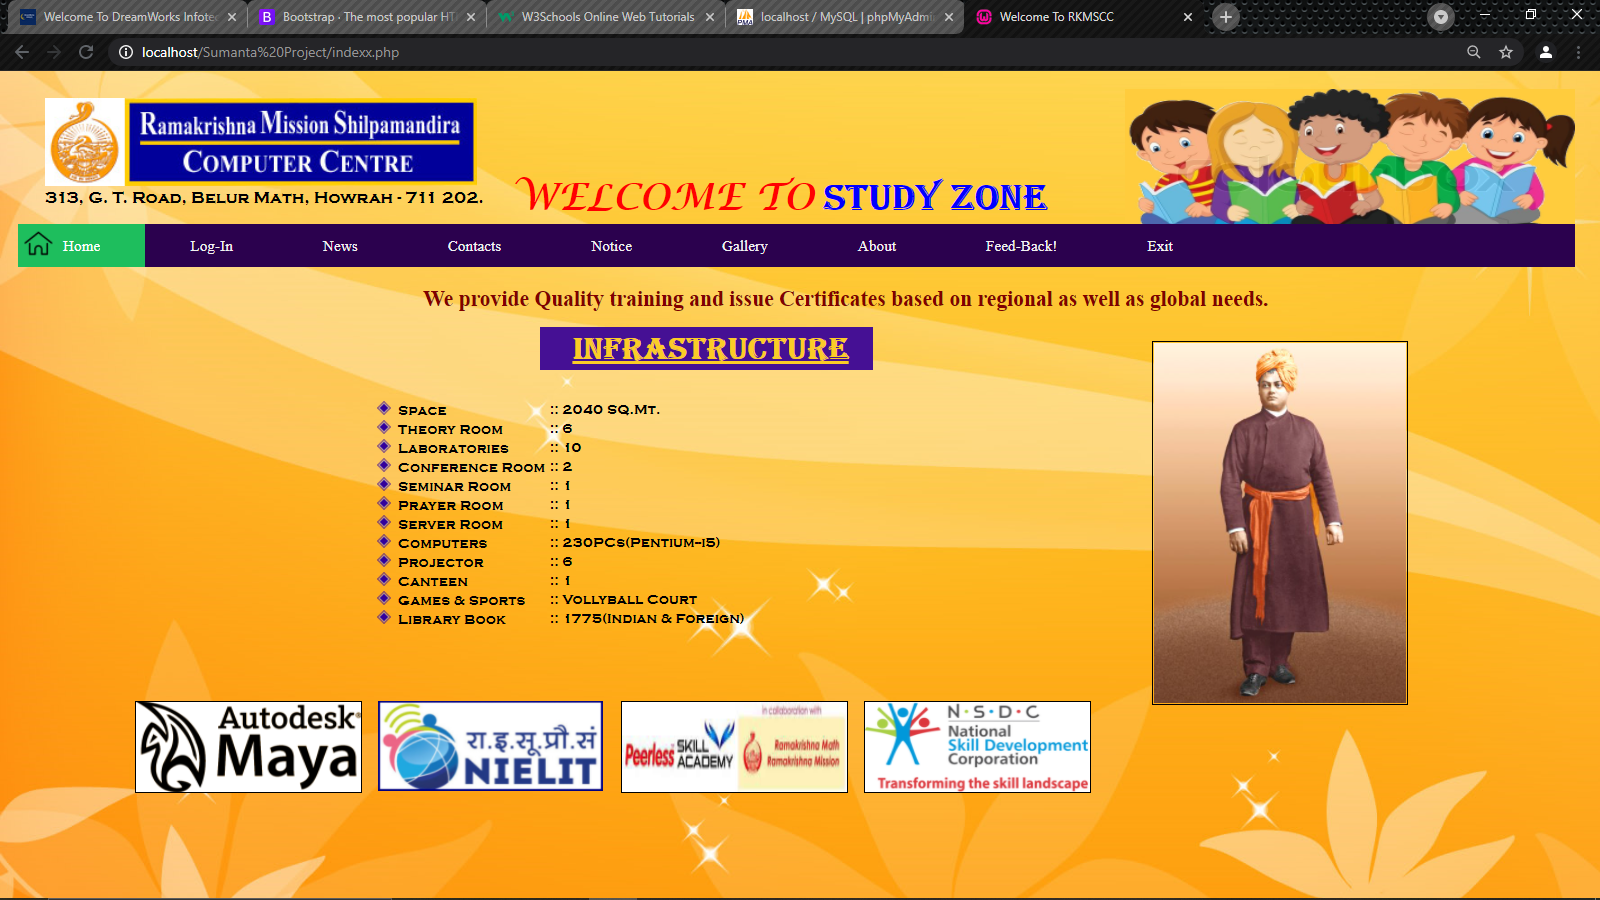 Welcome To DreamWorks Infotec
Bootstrap · The most popular HT
W3Schools Online Web Tutorials
localhost / MySQL | phpMyAdmi
Welcome To RKMSCC
localhost/Sumanta%20Project/indexx.php
Ramakrishna Mission Shilpamandira
Computer Centre
313, G. T. Road, Belur Math, Howrah - 711 202.
WELCOME TO STUDY ZONE
Home Log-In News Contacts Notice Gallery About Feed-Back! Exit
We provide Quality training and issue Certificates based on regional as well as global needs.
INFRASTRUCTURE
Space :: 2040 SQ.Mt.
Theory Room :: 6
Laboratories :: 10
Conference Room :: 2
Seminar Room :: 1
Prayer Room :: 1
Server Room :: 1
Computers :: 230PCs(Pentium-i5)
Projector :: 6
Canteen :: 1
Games & Sports :: Vollyball Court
Library Book :: 1775(Indian & Foreign)
Autodesk®
Maya
रा.इ.सू.प्रौ.सं
NIELIT
in collaboration with
Peerless SKILL ACADEMY
Ramakrishna Math
Ramakrishna Mission
N·S·D·C
National
Skill Development
Corporation
Transforming the skill landscape